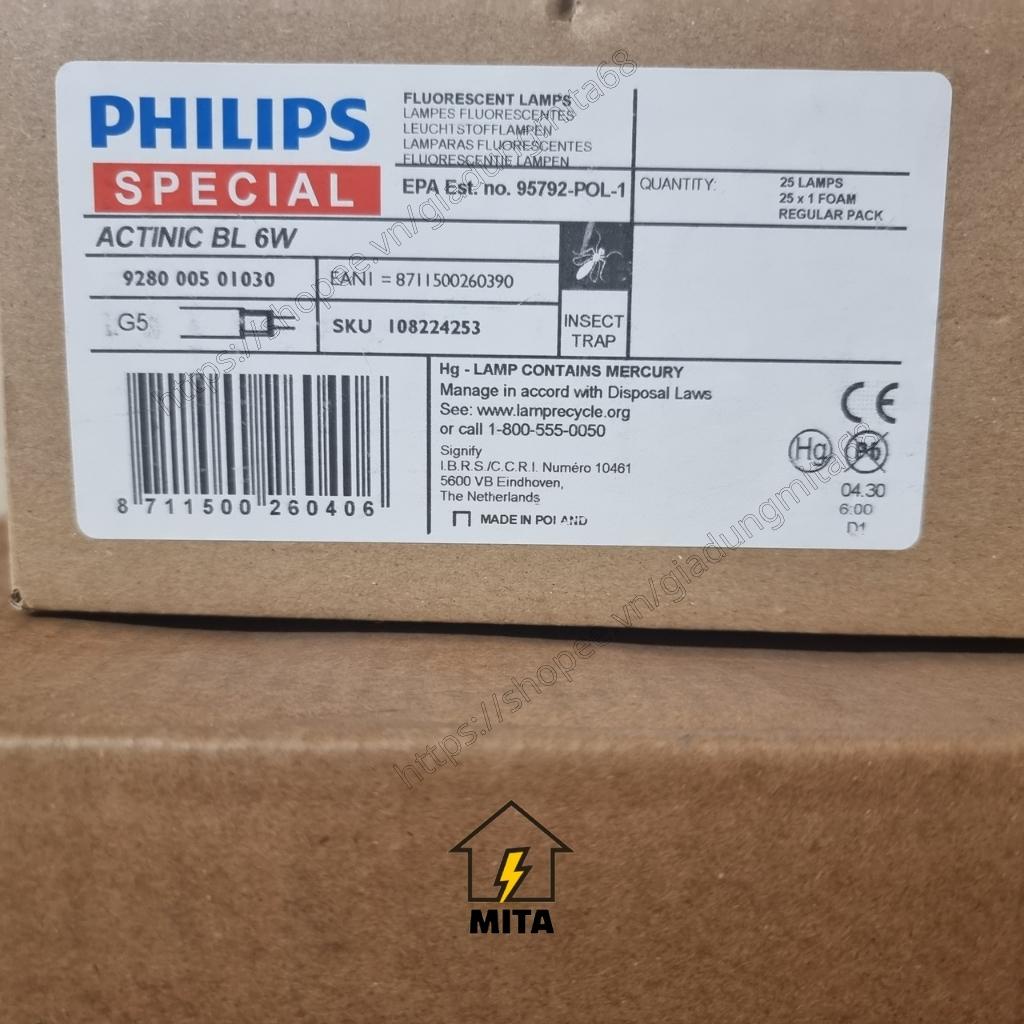 PHILIPS
SPECIAL
FLUORESCENT LAMPS
LAMPES FLUORESCENTES
LEUCHTSTOFFLAMPEN
LAMPARAS FLUORESCENTES
FLUORESCENTIE LAMPEN
EPA Est. no. 95792-POL-1
QUANTITY:
25 LAMPS
25 x 1 FOAM
REGULAR PACK
ACTINIC BL 6W
9280 005 01030
EAN1 = 8711500260390
G5
SKU 108224253
INSECT
TRAP
Hg - LAMP CONTAINS MERCURY
Manage in accord with Disposal Laws
See: www.lamprecycle.org
or call 1-800-555-0050
Signify
I.B.R.S./C.C.R.I. Numéro 10461
5600 VB Eindhoven,
The Netherlands
MADE IN POLAND
CE
Hg
Pb
04.30
6:00
D1
8 711500 260406
https://shopee.vn/giadungmita68
https://shopee.vn/giadungmita68
MITA